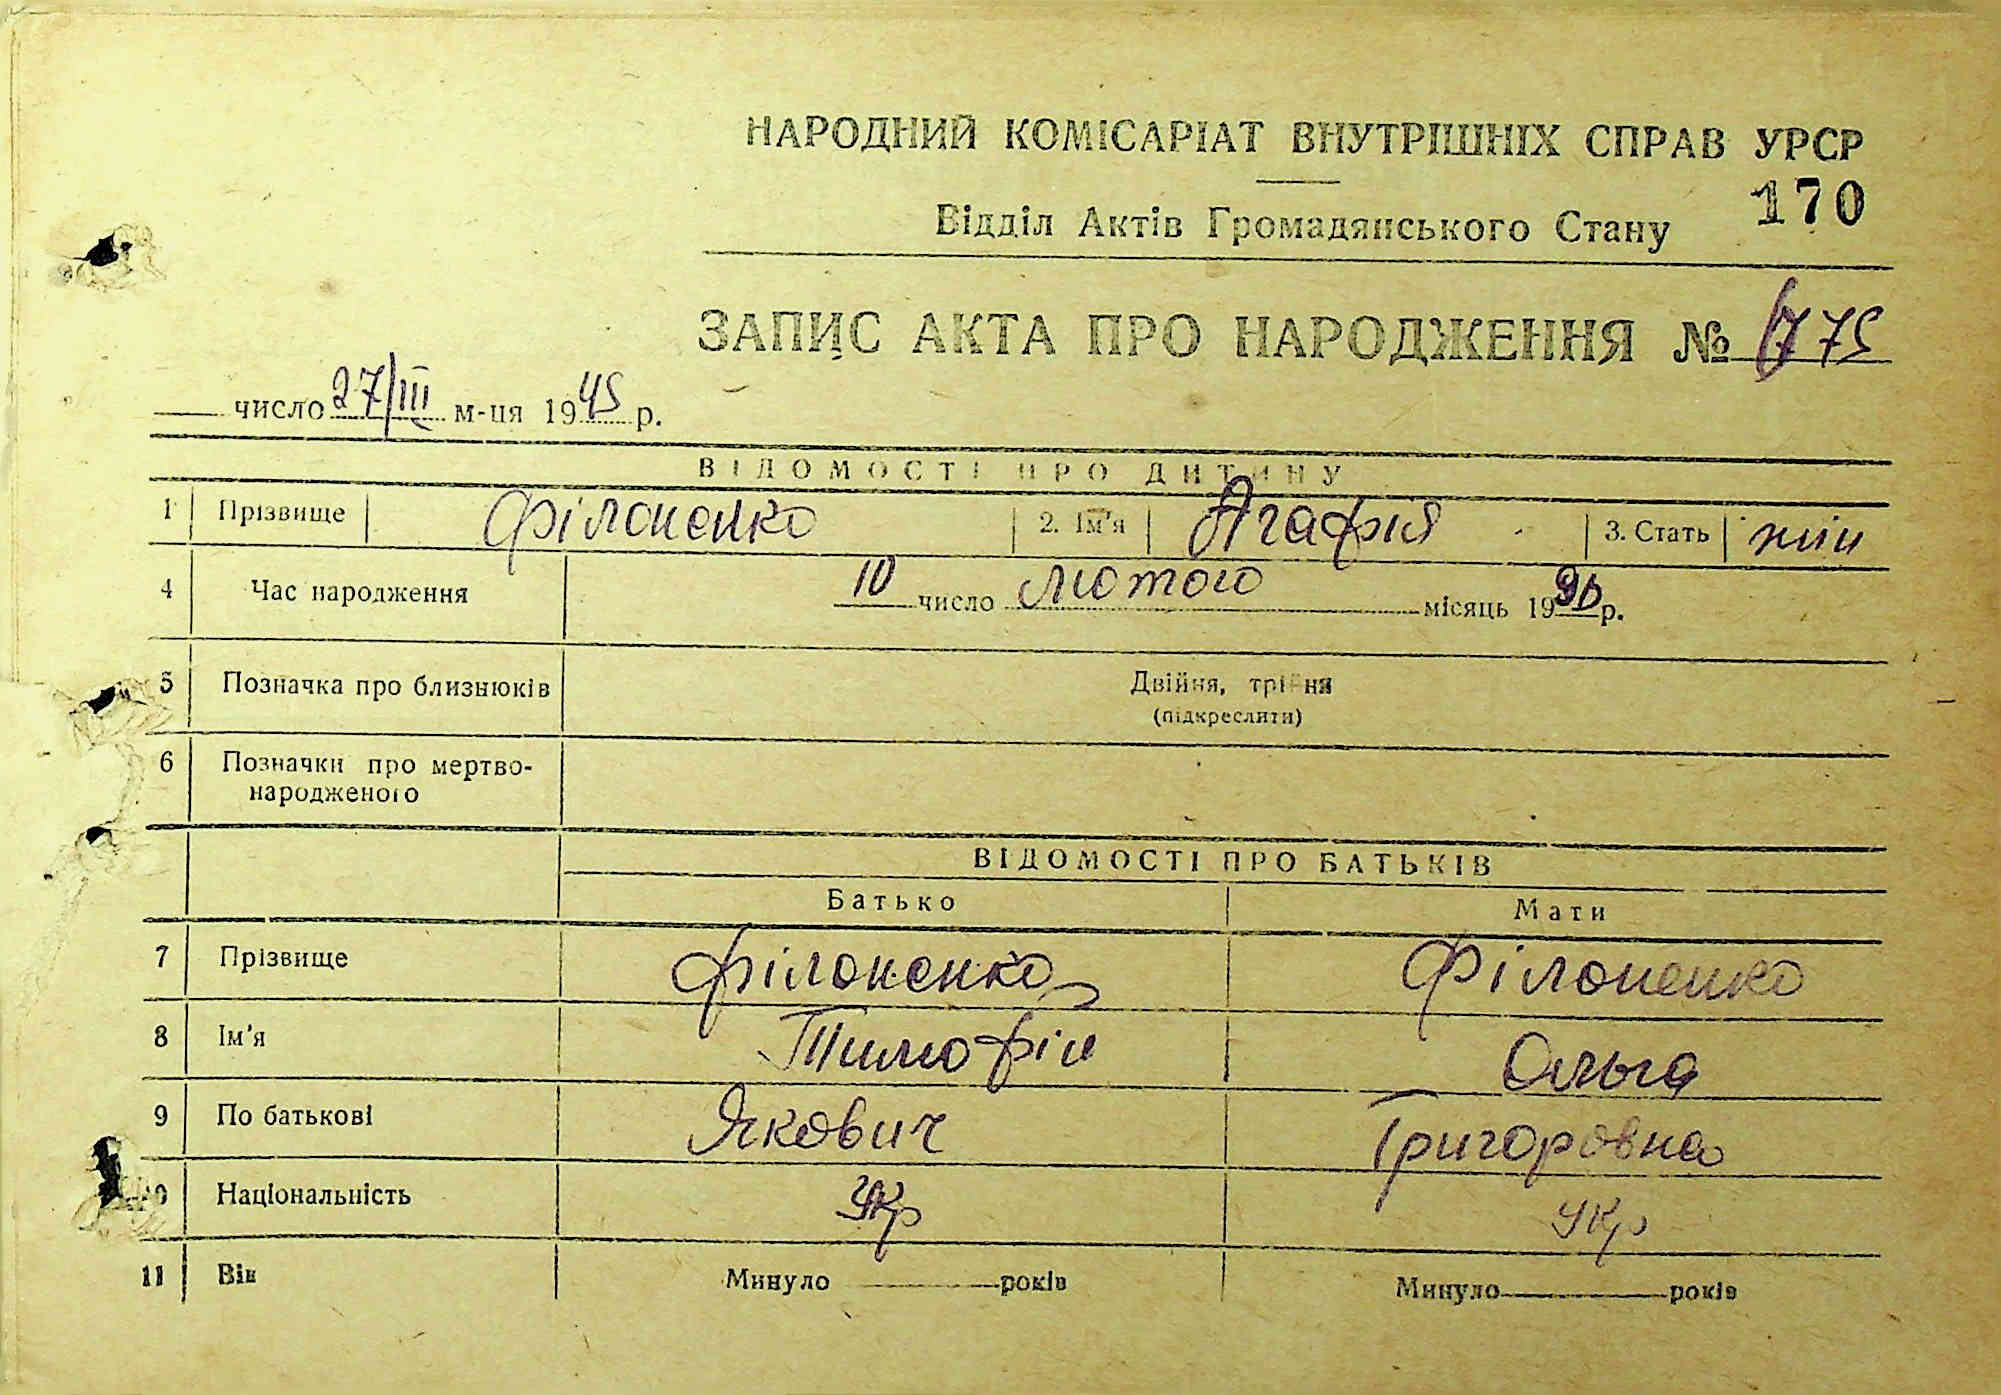 НАРОДНИЙ КОМІСАРІАТ ВНУТРІШНІХ СПРАВ УРСР
170
Відділ Актів Громадянського Стану
ЗАПИС АКТА ПРО НАРОДЖЕННЯ № 775
число 27/III м-ця 1945 р.
ВІДОМОСТІ ПРО ДИТИНУ
1 Прізвище Філоненко 2. Ім'я Агафія 3. Стать жін
4 Час народження 10 число лютого місяць 19 р.
5 Позначка про близнюків Двійня, трійня
(підкреслити)
6 Позначки про мертво-
народженого
ВІДОМОСТІ ПРО БАТЬКІВ
Батько Мати
7 Прізвище Філоненко Філоненко
8 Ім'я Тимофій Ольга
9 По батькові Якович Григоровна
10 Національність Укр Укр
11 Вік Минуло років Минуло років